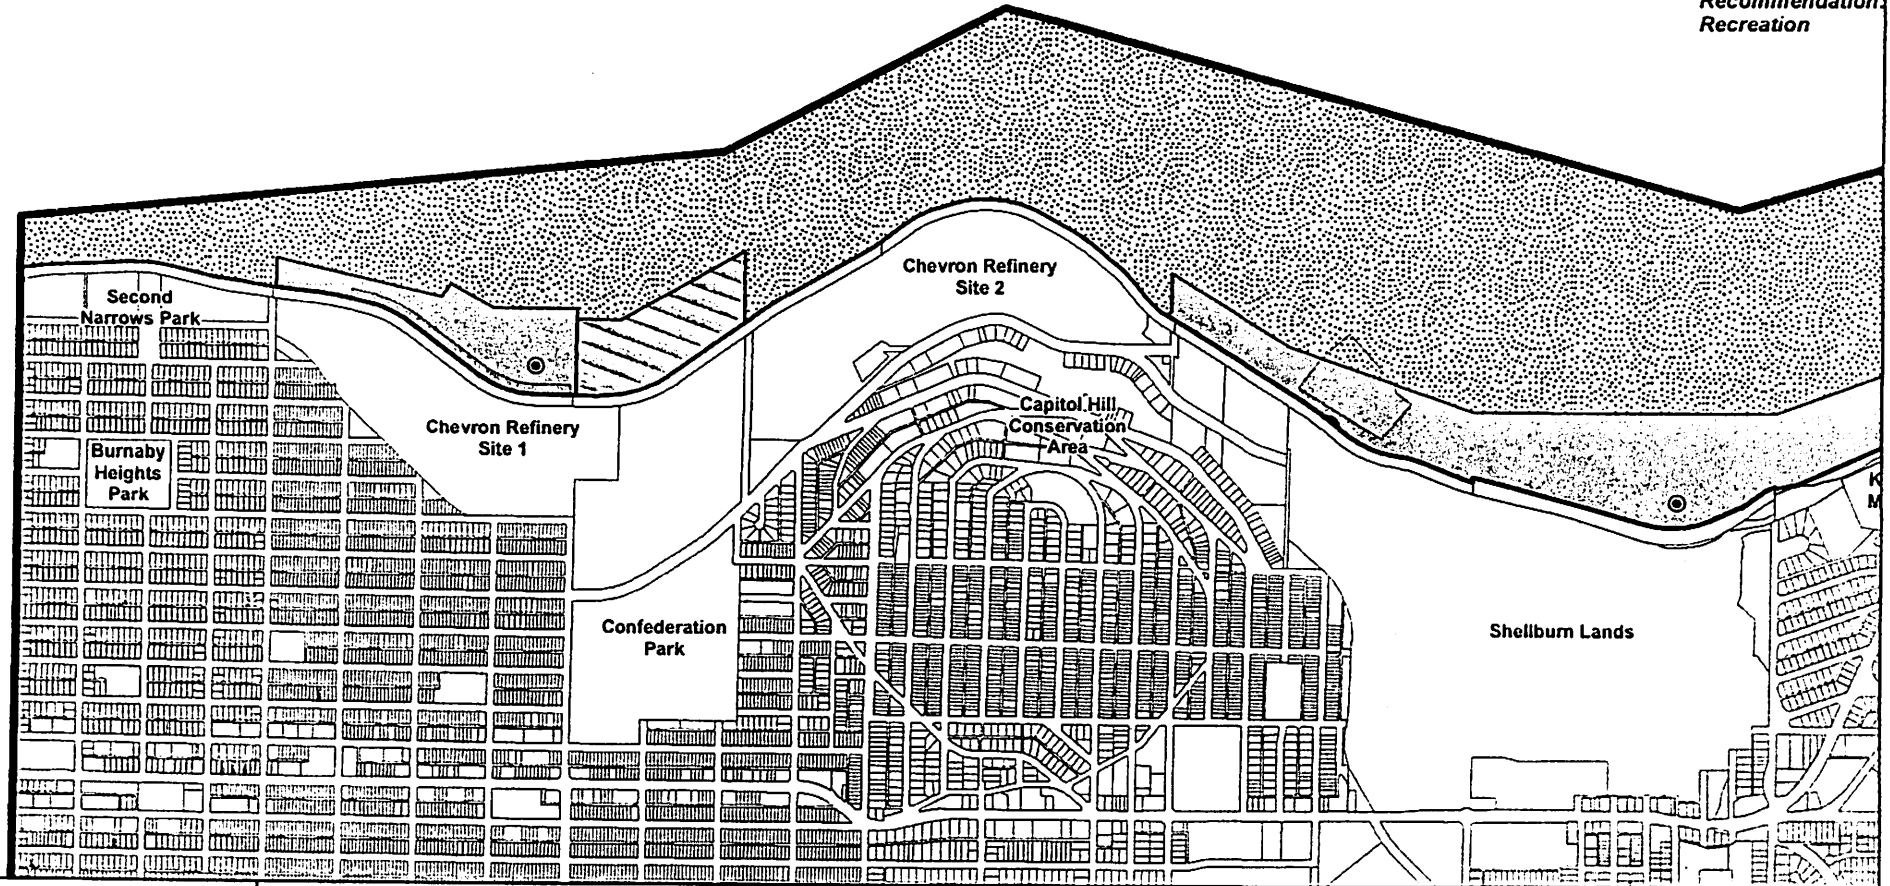 Recommendations
Recreation
Second
Narrows Park
Chevron Refinery
Site 2
Capitol Hill
Conservation
Area
Chevron Refinery
Site 1
Burnaby
Heights
Park
K
M
Confederation
Park
Shellburn Lands